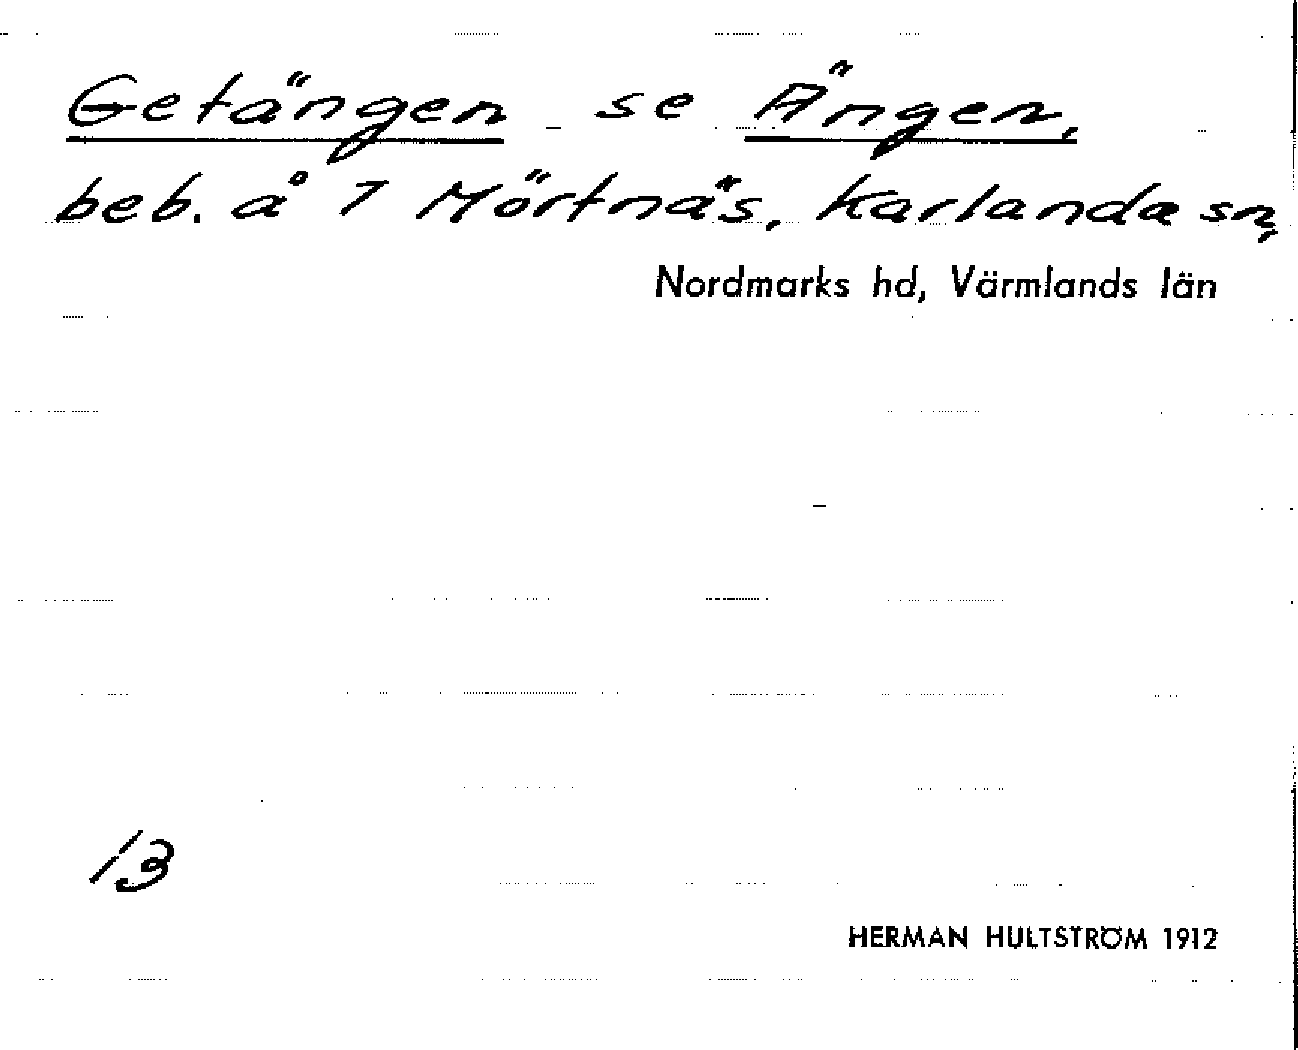 Getängen se Ängen,
beb. å 7 Mörtnäs, Karlanda sn,
Nordmarks hd, Värmlands län
13
HERMAN HULTSTRÖM 1912